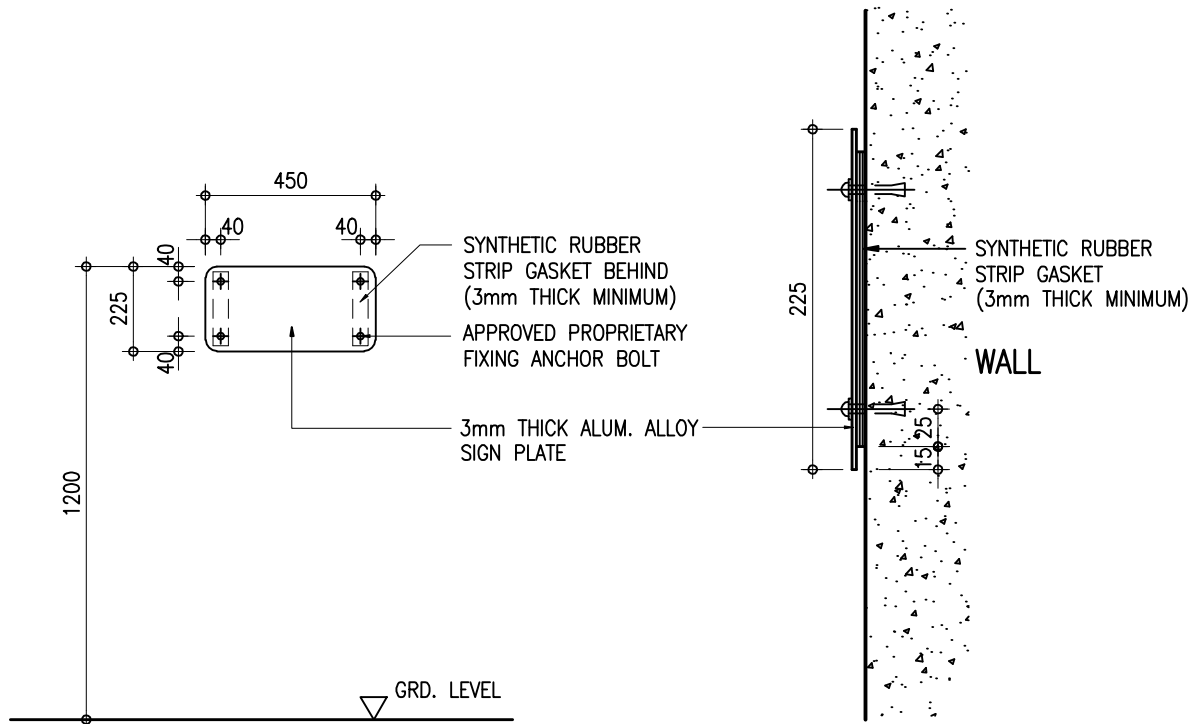 450
40
40
40
225
40
1200
SYNTHETIC RUBBER
STRIP GASKET BEHIND
(3mm THICK MINIMUM)
APPROVED PROPRIETARY
FIXING ANCHOR BOLT
3mm THICK ALUM. ALLOY
SIGN PLATE
GRD. LEVEL
225
SYNTHETIC RUBBER
STRIP GASKET
(3mm THICK MINIMUM)
WALL
25
15